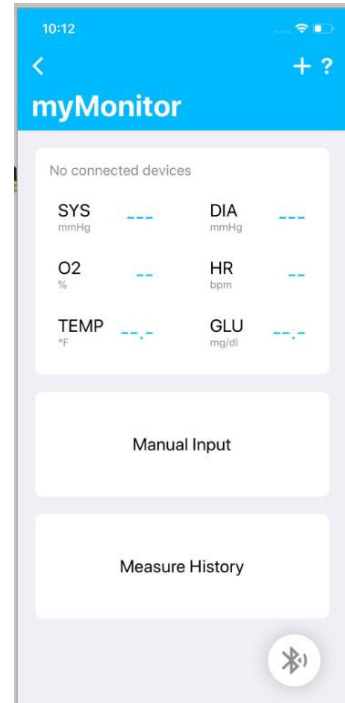 10:12
+ ?
myMonitor
No connected devices
SYS --- DIA ---
mmHg mmHg
O2 -- HR --
% bpm
TEMP --.- GLU --.-
°F mg/dl
Manual Input
Measure History